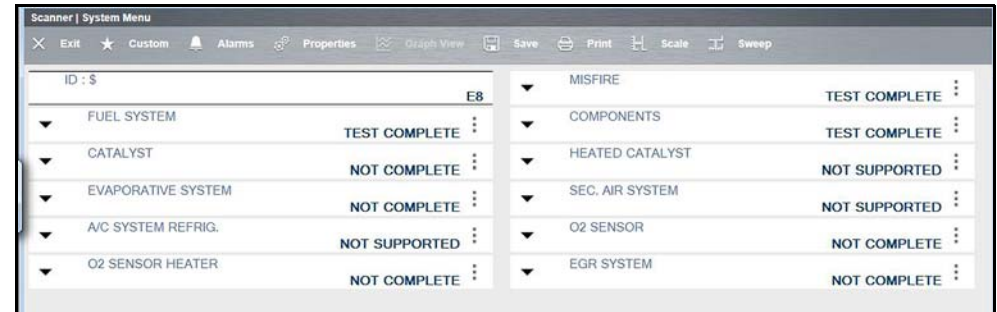 Scanner | System Menu
Exit Custom Alarms Properties Graph View Save Print Scale Sweep
ID : $
E8
MISFIRE
TEST COMPLETE
FUEL SYSTEM
TEST COMPLETE
COMPONENTS
TEST COMPLETE
CATALYST
NOT COMPLETE
HEATED CATALYST
NOT SUPPORTED
EVAPORATIVE SYSTEM
NOT COMPLETE
SEC. AIR SYSTEM
NOT SUPPORTED
A/C SYSTEM REFRIG.
NOT SUPPORTED
O2 SENSOR
NOT COMPLETE
O2 SENSOR HEATER
NOT COMPLETE
EGR SYSTEM
NOT COMPLETE